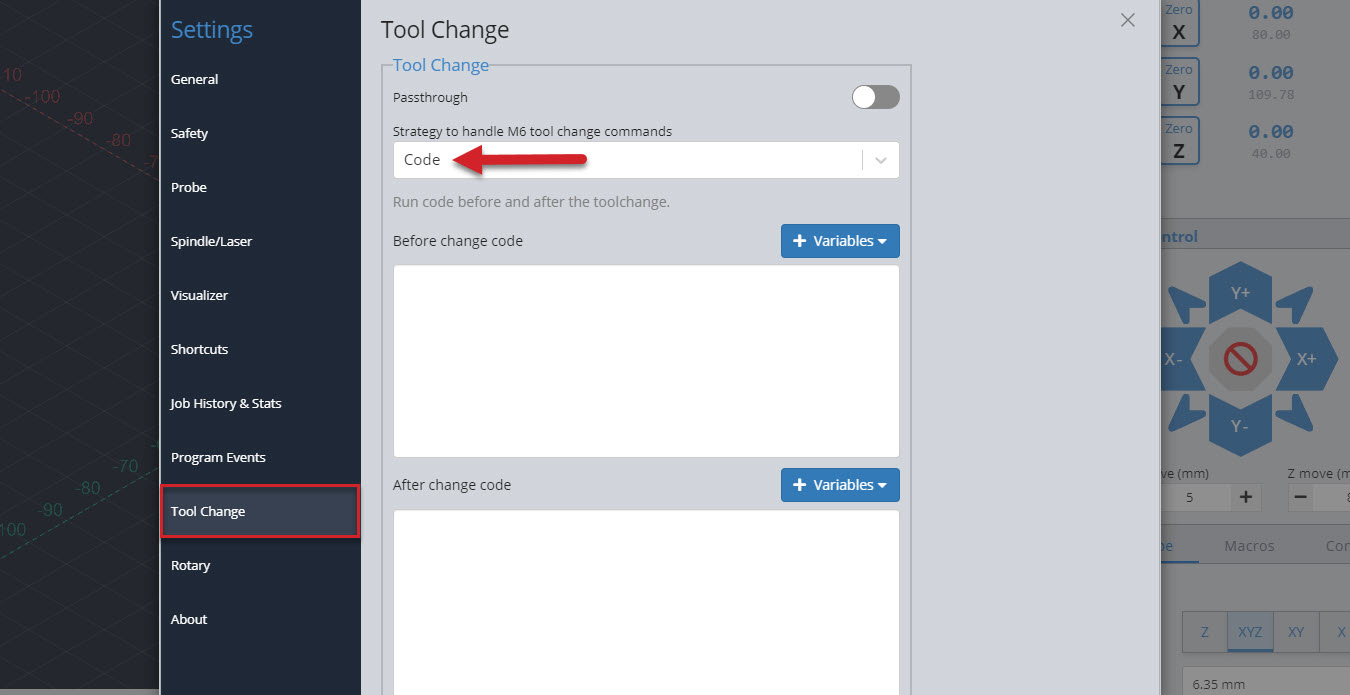 Settings
General
Safety
Probe
Spindle/Laser
Visualizer
Shortcuts
Job History & Stats
Program Events
Tool Change
Rotary
About
Tool Change
Tool Change
Passthrough
Strategy to handle M6 tool change commands
Code
Run code before and after the toolchange.
Before change code
+ Variables
After change code
+ Variables
10
-100
-90
-80
-7
-70
-80
-90
100
Zero
X
0.00
80.00
Zero
Y
0.00
109.78
Zero
Z
0.00
40.00
ntrol
Y+
X-
X+
Y-
ve (mm)
Z move (m
5
+
−
8
be
Macros
Con
Z
XYZ
XY
X
6.35 mm